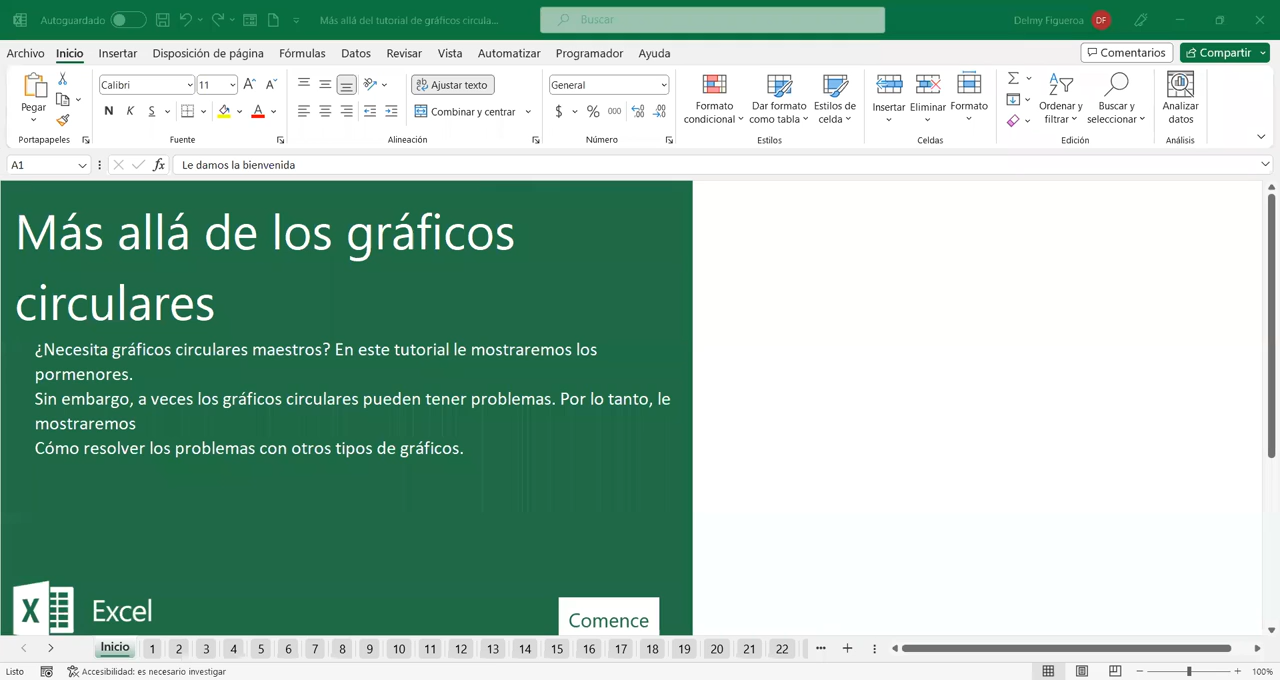 Autoguardado Más allá del tutorial de gráficos circula... Buscar Delmy Figueroa DF
Archivo Inicio Insertar Disposición de página Fórmulas Datos Revisar Vista Automatizar Programador Ayuda Comentarios Compartir
Pegar Calibri 11 A A Ajustar texto General Formato condicional Dar formato como tabla Estilos de celda Insertar Eliminar Formato Ordenar y filtrar Buscar y seleccionar Analizar datos
N K S A Combinar y centrar $ % 000
Portapapeles Fuente Alineación Número Estilos Celdas Edición Análisis
A1 fx Le damos la bienvenida
Más allá de los gráficos
circulares
¿Necesita gráficos circulares maestros? En este tutorial le mostraremos los
pormenores.
Sin embargo, a veces los gráficos circulares pueden tener problemas. Por lo tanto, le
mostraremos
Cómo resolver los problemas con otros tipos de gráficos.
X Excel Comence
Inicio 1 2 3 4 5 6 7 8 9 10 11 12 13 14 15 16 17 18 19 20 21 22 ...
Listo Accesibilidad: es necesario investigar 100%